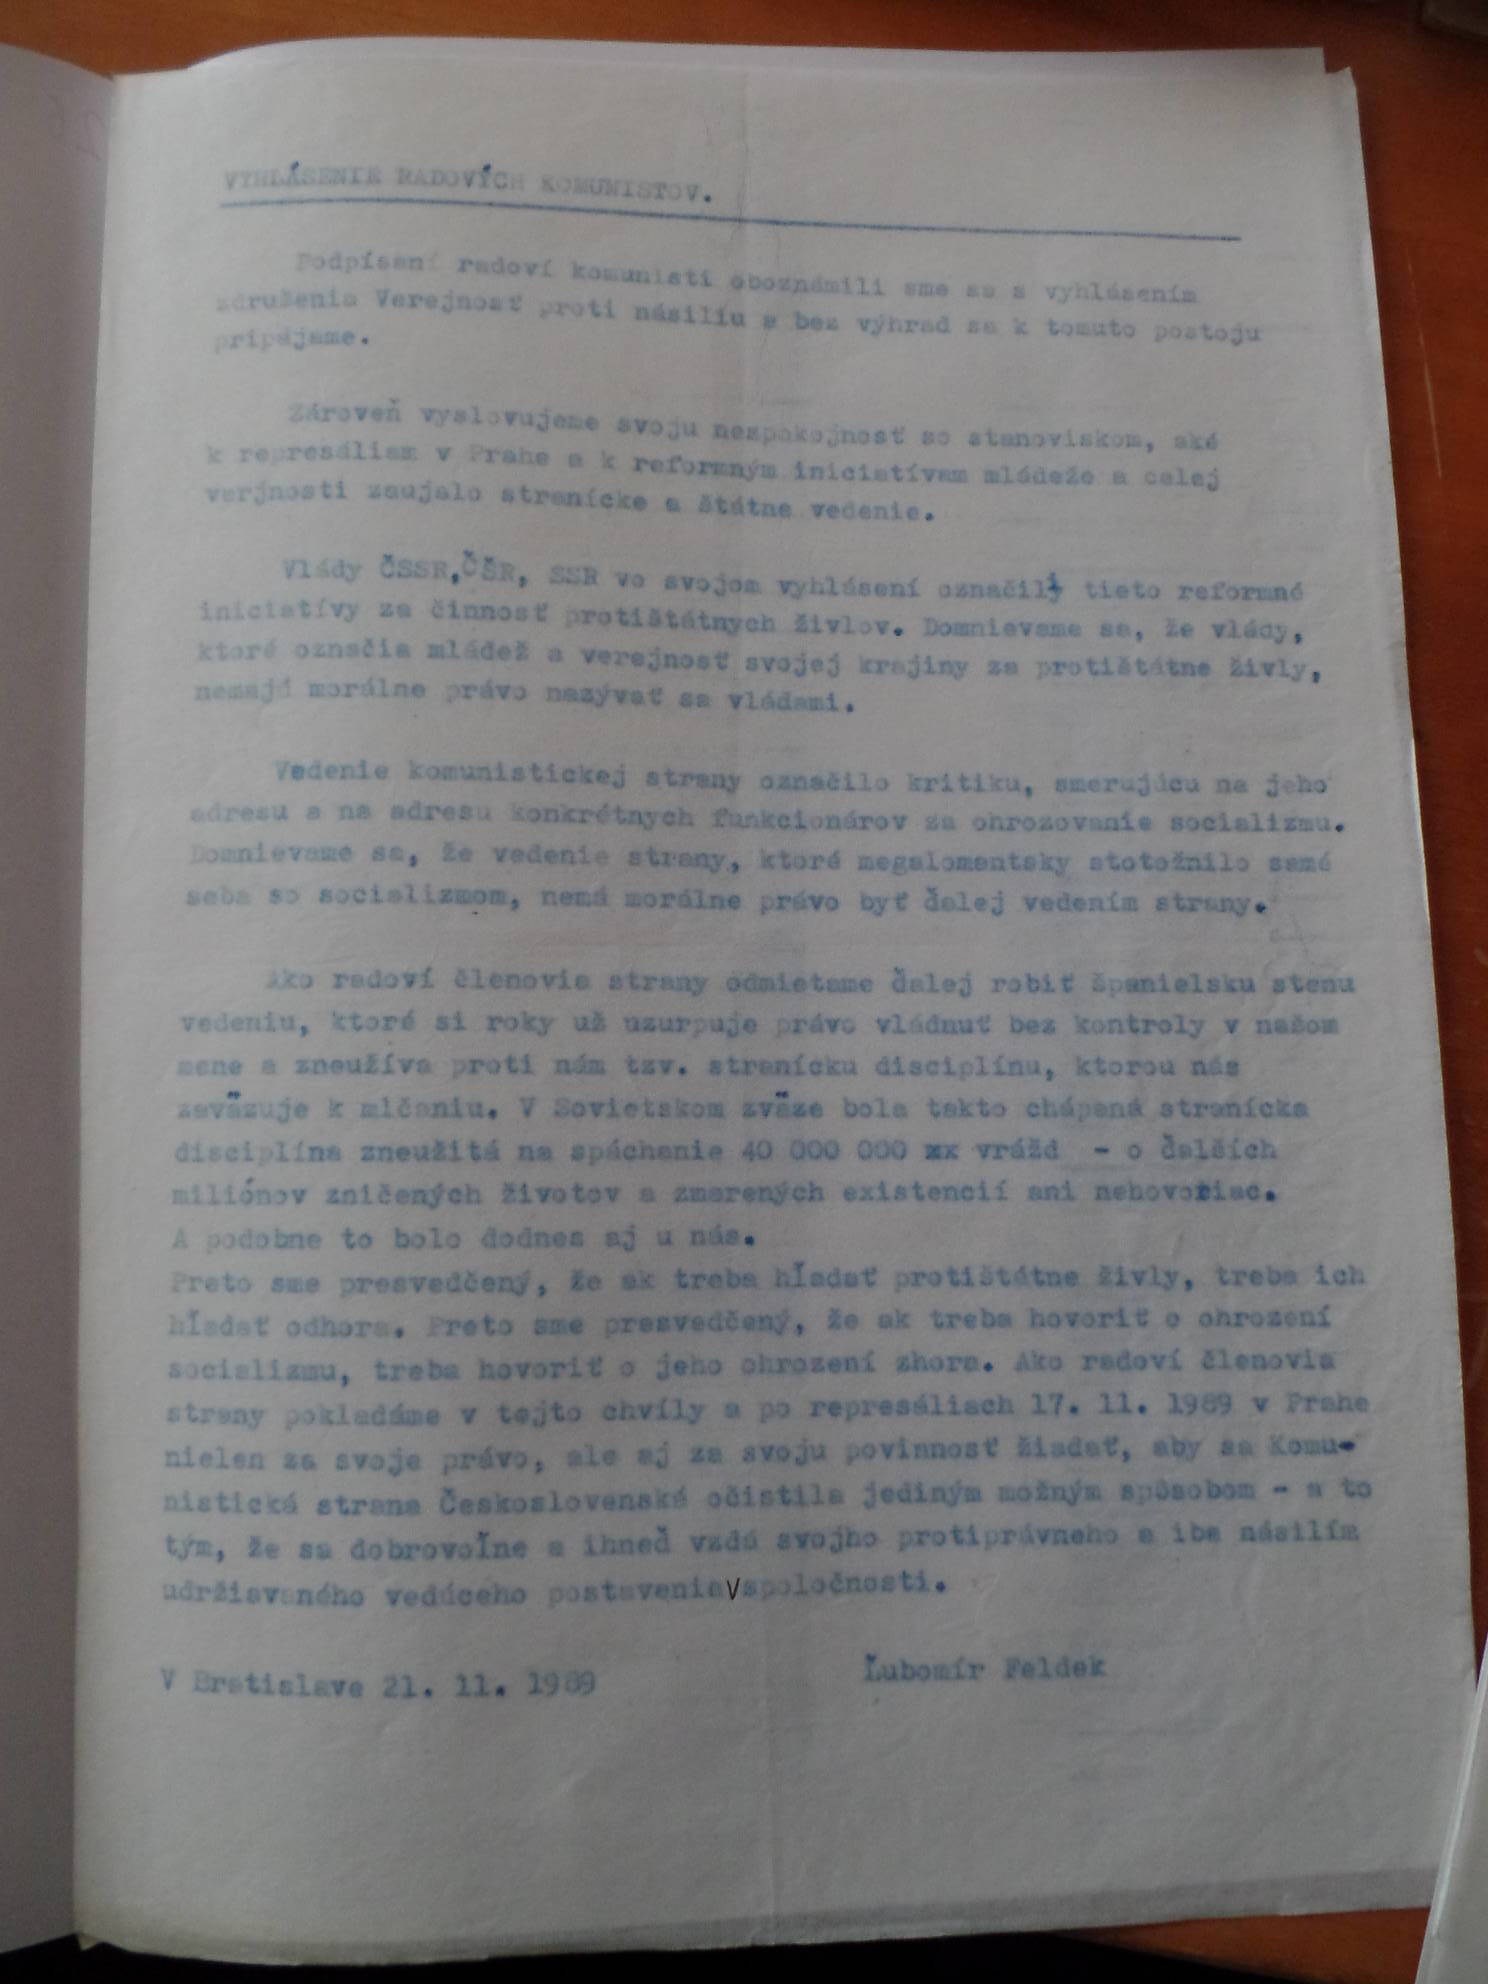 VYHLÁSENIE RADOVÝCH KOMUNISTOV.
Podpísaní radoví komunisti oboznámili sme sa s vyhlásením
združenia Verejnosť proti násiliu a bez výhrad sa k tomuto postoju
pripájame.
Zároveň vyslovujeme svoju nespokojnosť so stanoviskom, aké
k represáliam v Prahe a k reformným iniciatívam mládeže a celej
verjnosti zaujalo stranícke a štátne vedenie.
Vlády ČSSR,ČŠR, SSR vo svojom vyhlásení označili tieto reformné
iniciatívy za činnosť protištátnych živlov. Domnievame sa, že vlády,
ktoré označia mládež a verejnosť svojej krajiny za protištátne živly,
nemajú morálne právo nazývať sa vládami.
Vedenie komunistickej strany označilo kritiku, smerujúcu na jeho
adresu a na adresu konkrétnych funkcionárov za ohrozovanie socializmu.
Domnievame sa, že vedenie strany, ktoré megalomantsky stotožnilo samé
seba so socializmom, nemá morálne právo byť ďalej vedením strany.
Ako radoví členovia strany odmietame ďalej robiť španielsku stenu
vedeniu, ktoré si roky už uzurpuje právo vládnuť bez kontroly v našom
mene a zneužíva proti nám tzv. stranícku disciplínu, ktorou nás
zaväzuje k mlčaniu. V Sovietskom zväze bola takto chápaná stranícka
disciplína zneužitá na spáchanie 40 000 000 xx vrážd - o ďalších
miliónov zničených životov a zmarených existencií ani nehovoriac.
A podobne to bolo dodnes aj u nás.
Preto sme presvedčený, že ak treba hĺadať protištátne živly, treba ich
hĺadať odhora. Preto sme presvedčený, že ak treba hovoriť o ohrození
socializmu, treba hovoriť o jeho ohrození zhora. Ako radoví členovia
strany pokladáme v tejto chvíly a po represáliach 17. 11. 1989 v Prahe
nielen za svoje právo, ale aj za svoju povinnosť žiadať, aby sa Komu-
nistická strana Československá očistila jediným možným spôsobom - a to
tým, že sa dobrovoĺne a ihneď vzdá svojho protiprávneho a iba násilím
udržiavaného vedúceho postavenia v spoločnosti.
V Bratislave 21. 11. 1989
Ĺubomír Feldek